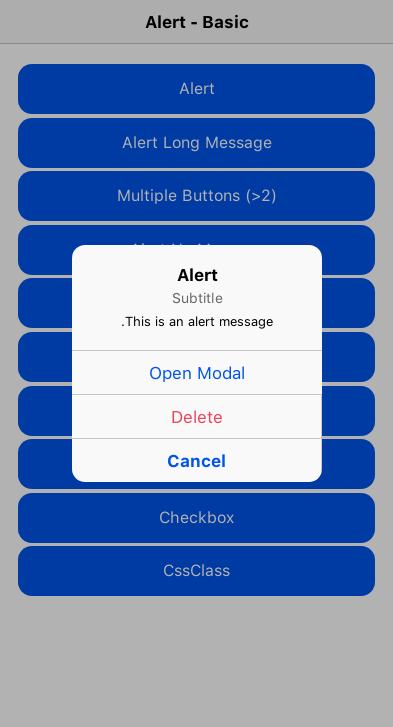 Alert - Basic
Alert
Alert Long Message
Multiple Buttons (>2)
Alert
Subtitle
.This is an alert message
Open Modal
Delete
Cancel
Checkbox
CssClass